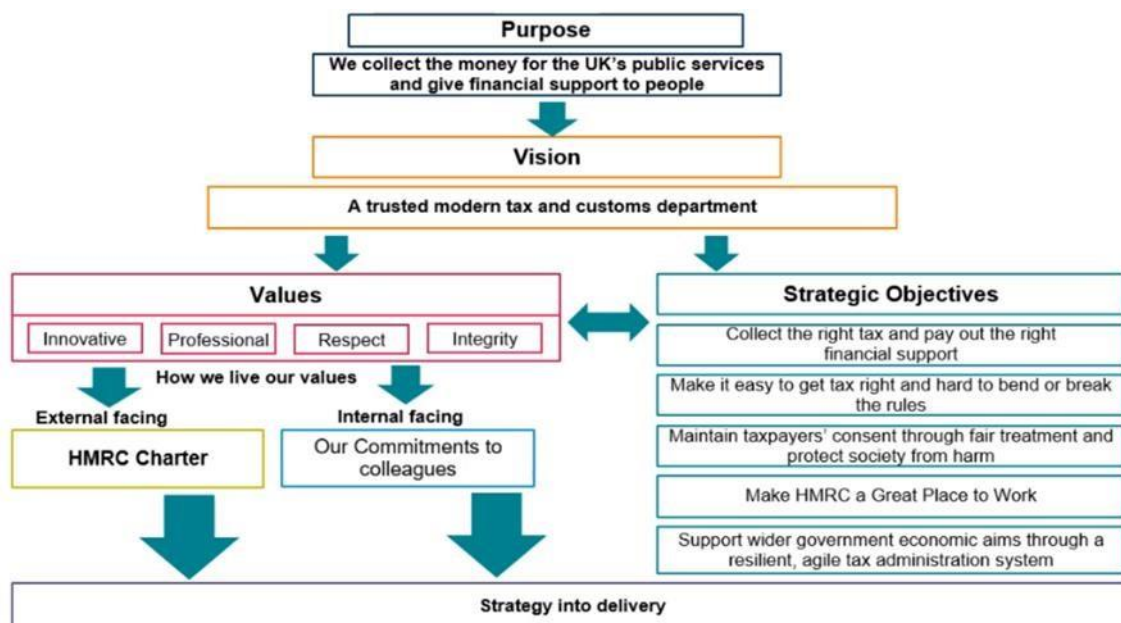 Purpose
We collect the money for the UK's public services
and give financial support to people
Vision
A trusted modern tax and customs department
Values
Innovative
Professional
Respect
Integrity
How we live our values
External facing
HMRC Charter
Internal facing
Our Commitments to
colleagues
Strategic Objectives
Collect the right tax and pay out the right
financial support
Make it easy to get tax right and hard to bend or break
the rules
Maintain taxpayers' consent through fair treatment and
protect society from harm
Make HMRC a Great Place to Work
Support wider government economic aims through a
resilient, agile tax administration system
Strategy into delivery